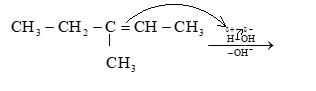 CH₃ − CH₂ − C = CH − CH₃
CH₃
δ+ δ−
H OH
−OH⁻